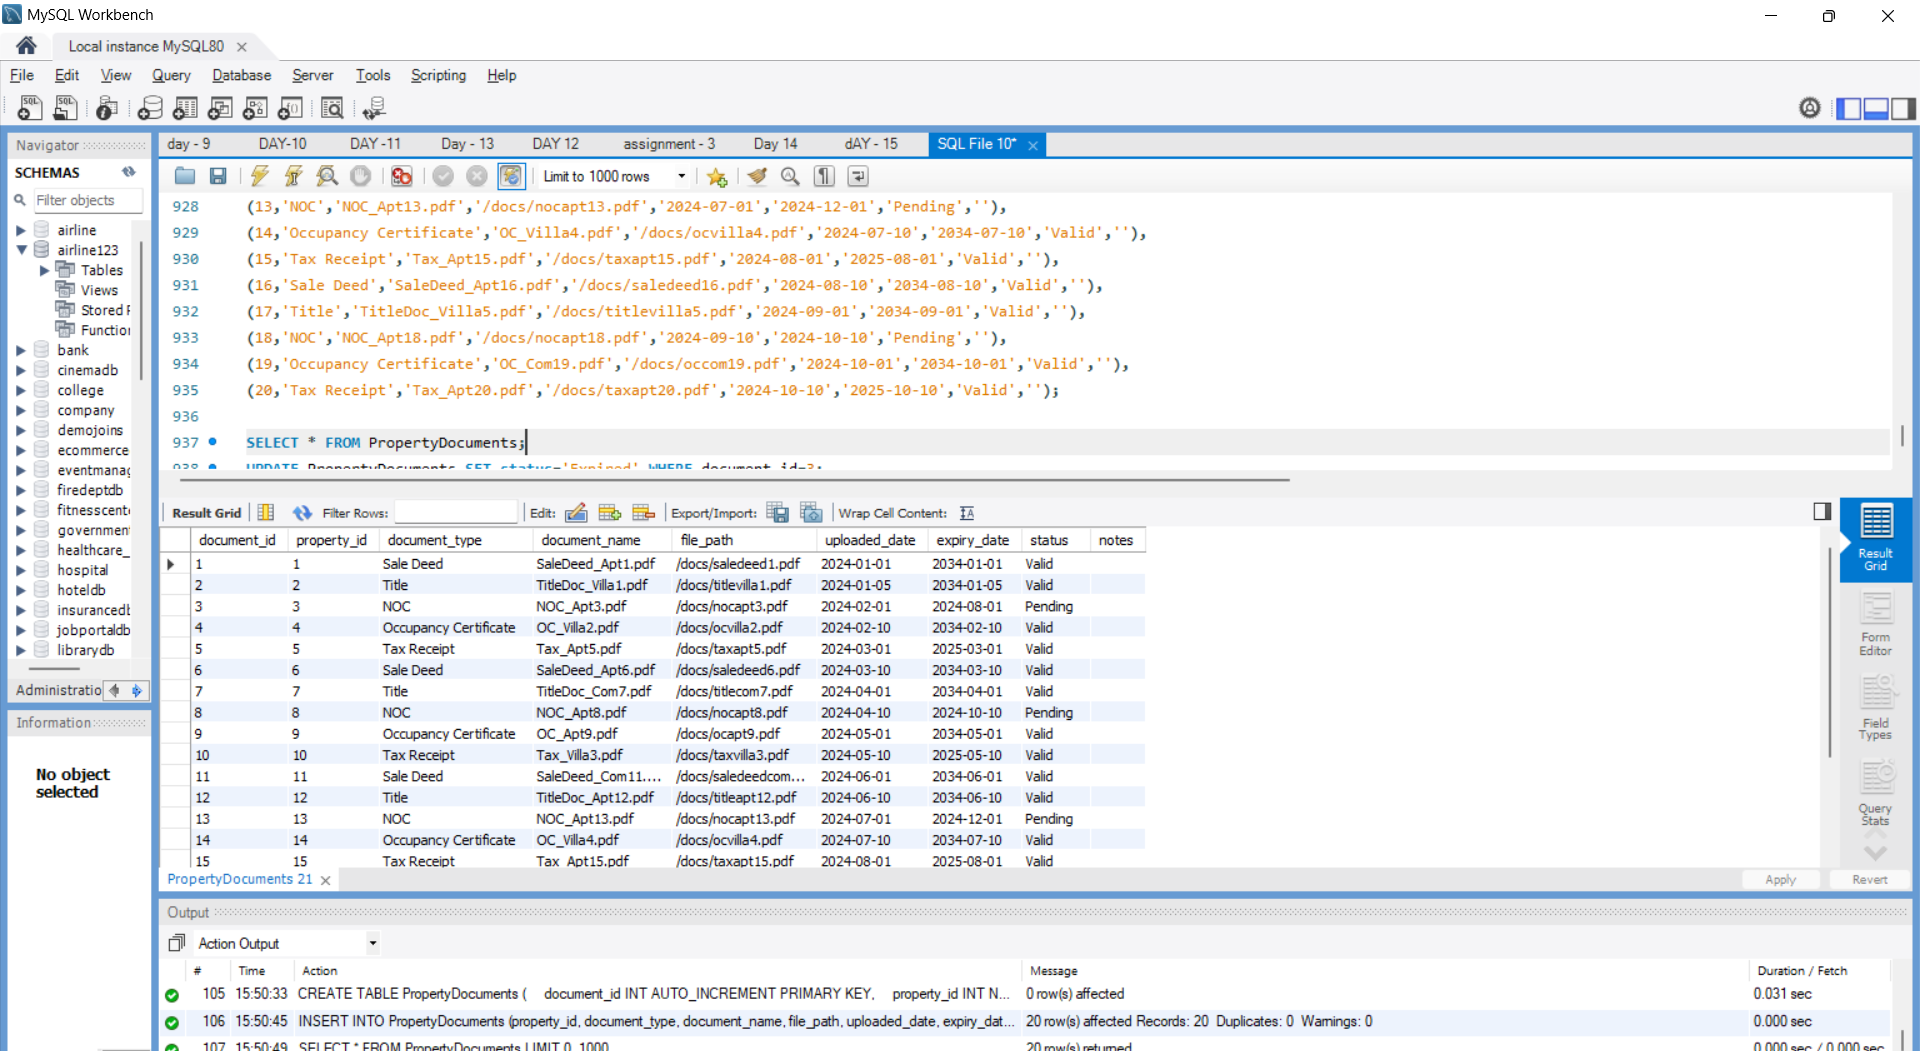 MySQL Workbench
Local instance MySQL80
File Edit View Query Database Server Tools Scripting Help
Navigator
SCHEMAS
Filter objects
airline
airline123
Tables
Views
Stored P
Function
bank
cinemadb
college
company
demojoins
ecommerce
eventmanag
firedeptdb
fitnesscent
government
healthcare_
hospital
hoteldb
insurancedb
jobportaldb
librarydb
Administratio
Information
No object
selected
day - 9 DAY-10 DAY -11 Day - 13 DAY 12 assignment - 3 Day 14 dAY - 15 SQL File 10*
Limit to 1000 rows
928 (13,'NOC','NOC_Apt13.pdf','/docs/nocapt13.pdf','2024-07-01','2024-12-01','Pending',''),
929 (14,'Occupancy Certificate','OC_Villa4.pdf','/docs/ocvilla4.pdf','2024-07-10','2034-07-10','Valid',''),
930 (15,'Tax Receipt','Tax_Apt15.pdf','/docs/taxapt15.pdf','2024-08-01','2025-08-01','Valid',''),
931 (16,'Sale Deed','SaleDeed_Apt16.pdf','/docs/saledeed16.pdf','2024-08-10','2034-08-10','Valid',''),
932 (17,'Title','TitleDoc_Villa5.pdf','/docs/titlevilla5.pdf','2024-09-01','2034-09-01','Valid',''),
933 (18,'NOC','NOC_Apt18.pdf','/docs/nocapt18.pdf','2024-09-10','2024-10-10','Pending',''),
934 (19,'Occupancy Certificate','OC_Com19.pdf','/docs/occom19.pdf','2024-10-01','2034-10-01','Valid',''),
935 (20,'Tax Receipt','Tax_Apt20.pdf','/docs/taxapt20.pdf','2024-10-10','2025-10-10','Valid','');
936
937 SELECT * FROM PropertyDocuments;
938 UPDATE PropertyDocuments SET status='Expired' WHERE document_id=3;
Result Grid Filter Rows: Edit: Export/Import: Wrap Cell Content:
document_id property_id document_type document_name file_path uploaded_date expiry_date status notes
1 1 Sale Deed SaleDeed_Apt1.pdf /docs/saledeed1.pdf 2024-01-01 2034-01-01 Valid
2 2 Title TitleDoc_Villa1.pdf /docs/titlevilla1.pdf 2024-01-05 2034-01-05 Valid
3 3 NOC NOC_Apt3.pdf /docs/nocapt3.pdf 2024-02-01 2024-08-01 Pending
4 4 Occupancy Certificate OC_Villa2.pdf /docs/ocvilla2.pdf 2024-02-10 2034-02-10 Valid
5 5 Tax Receipt Tax_Apt5.pdf /docs/taxapt5.pdf 2024-03-01 2025-03-01 Valid
6 6 Sale Deed SaleDeed_Apt6.pdf /docs/saledeed6.pdf 2024-03-10 2034-03-10 Valid
7 7 Title TitleDoc_Com7.pdf /docs/titlecom7.pdf 2024-04-01 2034-04-01 Valid
8 8 NOC NOC_Apt8.pdf /docs/nocapt8.pdf 2024-04-10 2024-10-10 Pending
9 9 Occupancy Certificate OC_Apt9.pdf /docs/ocapt9.pdf 2024-05-01 2034-05-01 Valid
10 10 Tax Receipt Tax_Villa3.pdf /docs/taxvilla3.pdf 2024-05-10 2025-05-10 Valid
11 11 Sale Deed SaleDeed_Com11.... /docs/saledeedcom... 2024-06-01 2034-06-01 Valid
12 12 Title TitleDoc_Apt12.pdf /docs/titleapt12.pdf 2024-06-10 2034-06-10 Valid
13 13 NOC NOC_Apt13.pdf /docs/nocapt13.pdf 2024-07-01 2024-12-01 Pending
14 14 Occupancy Certificate OC_Villa4.pdf /docs/ocvilla4.pdf 2024-07-10 2034-07-10 Valid
15 15 Tax Receipt Tax_Apt15.pdf /docs/taxapt15.pdf 2024-08-01 2025-08-01 Valid
Result
Grid
Form
Editor
Field
Types
Query
Stats
PropertyDocuments 21 Apply Revert
Output
Action Output
# Time Action Message Duration / Fetch
105 15:50:33 CREATE TABLE PropertyDocuments ( document_id INT AUTO_INCREMENT PRIMARY KEY, property_id INT N... 0 row(s) affected 0.031 sec
106 15:50:45 INSERT INTO PropertyDocuments (property_id, document_type, document_name, file_path, uploaded_date, expiry_dat... 20 row(s) affected Records: 20 Duplicates: 0 Warnings: 0 0.000 sec
107 15:50:49 SELECT * FROM PropertyDocuments LIMIT 0, 1000 20 row(s) returned 0.000 sec / 0.000 sec